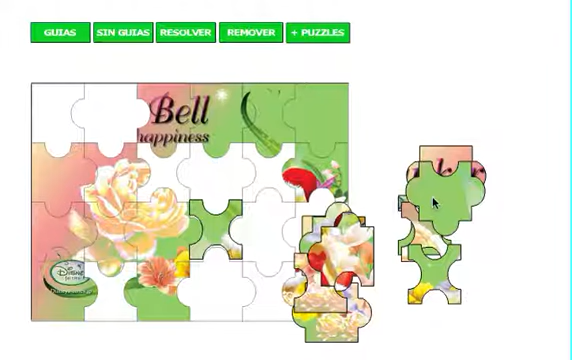 GUIAS SIN GUIAS RESOLVER REMOVER + PUZZLES
Bell
happiness
Disney